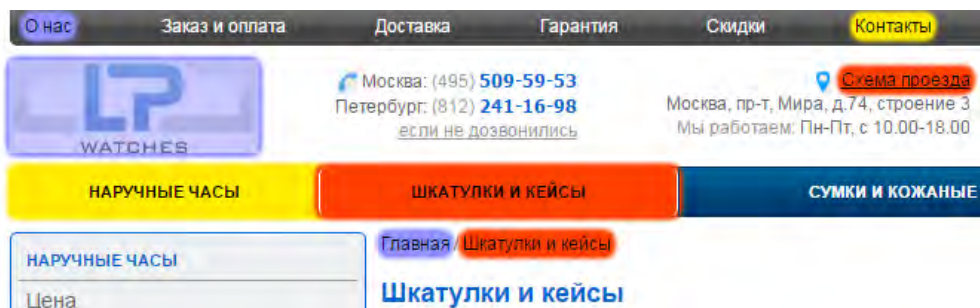 О нас Заказ и оплата Доставка Гарантия Скидки Контакты
LP
WATCHES
Москва: (495) 509-59-53
Петербург: (812) 241-16-98
если не дозвонились
Схема проезда
Москва, пр-т, Мира, д.74, строение 3
Мы работаем: Пн-Пт, с 10.00-18.00
НАРУЧНЫЕ ЧАСЫ ШКАТУЛКИ И КЕЙСЫ СУМКИ И КОЖАНЫЕ
НАРУЧНЫЕ ЧАСЫ
Цена
Главная / Шкатулки и кейсы
Шкатулки и кейсы